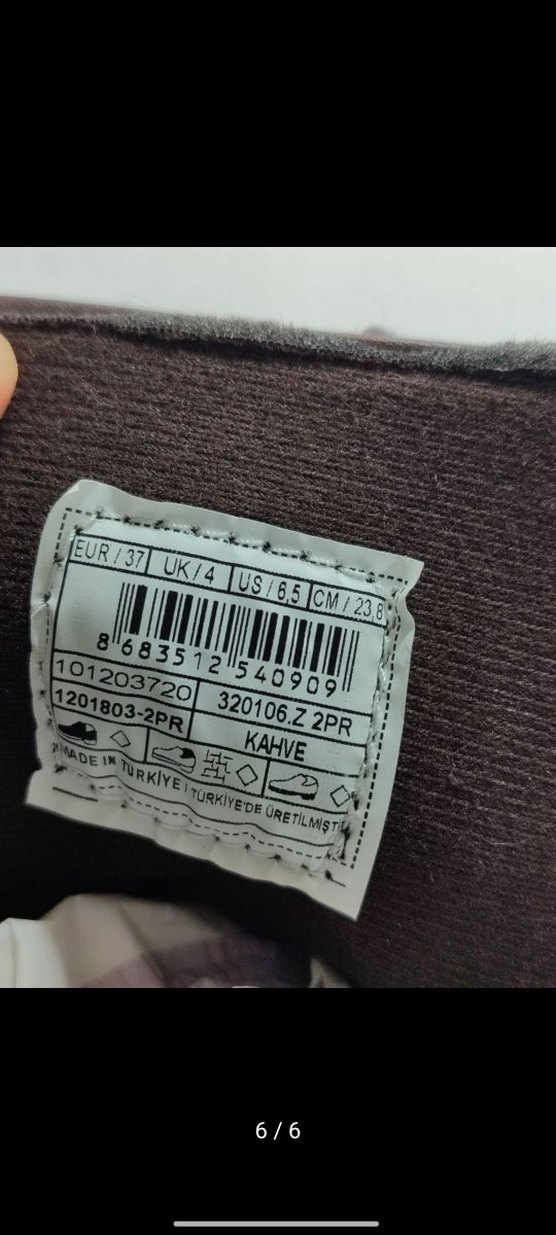 EUR / 37 UK / 4 US / 6,5 CM / 23,8
8 683512 540909
101203720 320106.Z 2PR
1201803-2PR KAHVE
MADE IN TÜRKİYE / TÜRKİYE'DE ÜRETİLMİŞTİR
6 / 6